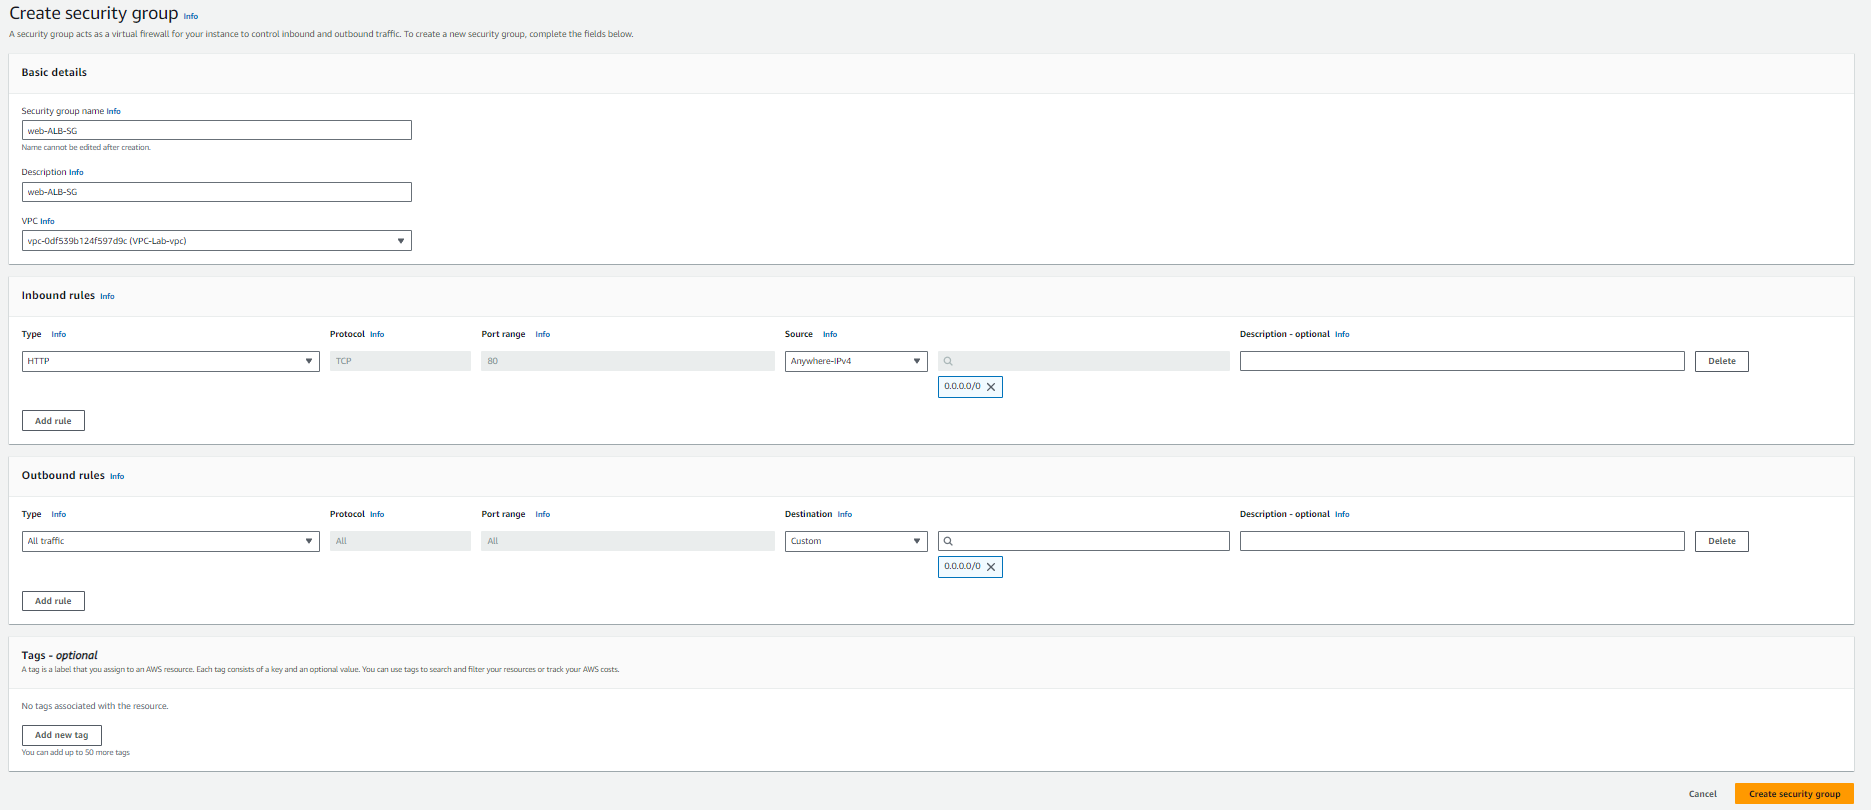 Create security group Info
A security group acts as a virtual firewall for your instance to control inbound and outbound traffic. To create a new security group, complete the fields below.
Basic details
Security group name Info
web-ALB-SG
Name cannot be edited after creation.
Description Info
web-ALB-SG
VPC Info
vpc-0df539b124f597d9c (VPC-Lab-vpc)
Inbound rules Info
Type Info Protocol Info Port range Info Source Info Description - optional Info
HTTP TCP 80 Anywhere-IPv4 Delete
0.0.0.0/0
Add rule
Outbound rules Info
Type Info Protocol Info Port range Info Destination Info Description - optional Info
All traffic All All Custom Delete
0.0.0.0/0
Add rule
Tags - optional
A tag is a label that you assign to an AWS resource. Each tag consists of a key and an optional value. You can use tags to search and filter your resources or track your AWS costs.
No tags associated with the resource.
Add new tag
You can add up to 50 more tags
Cancel Create security group